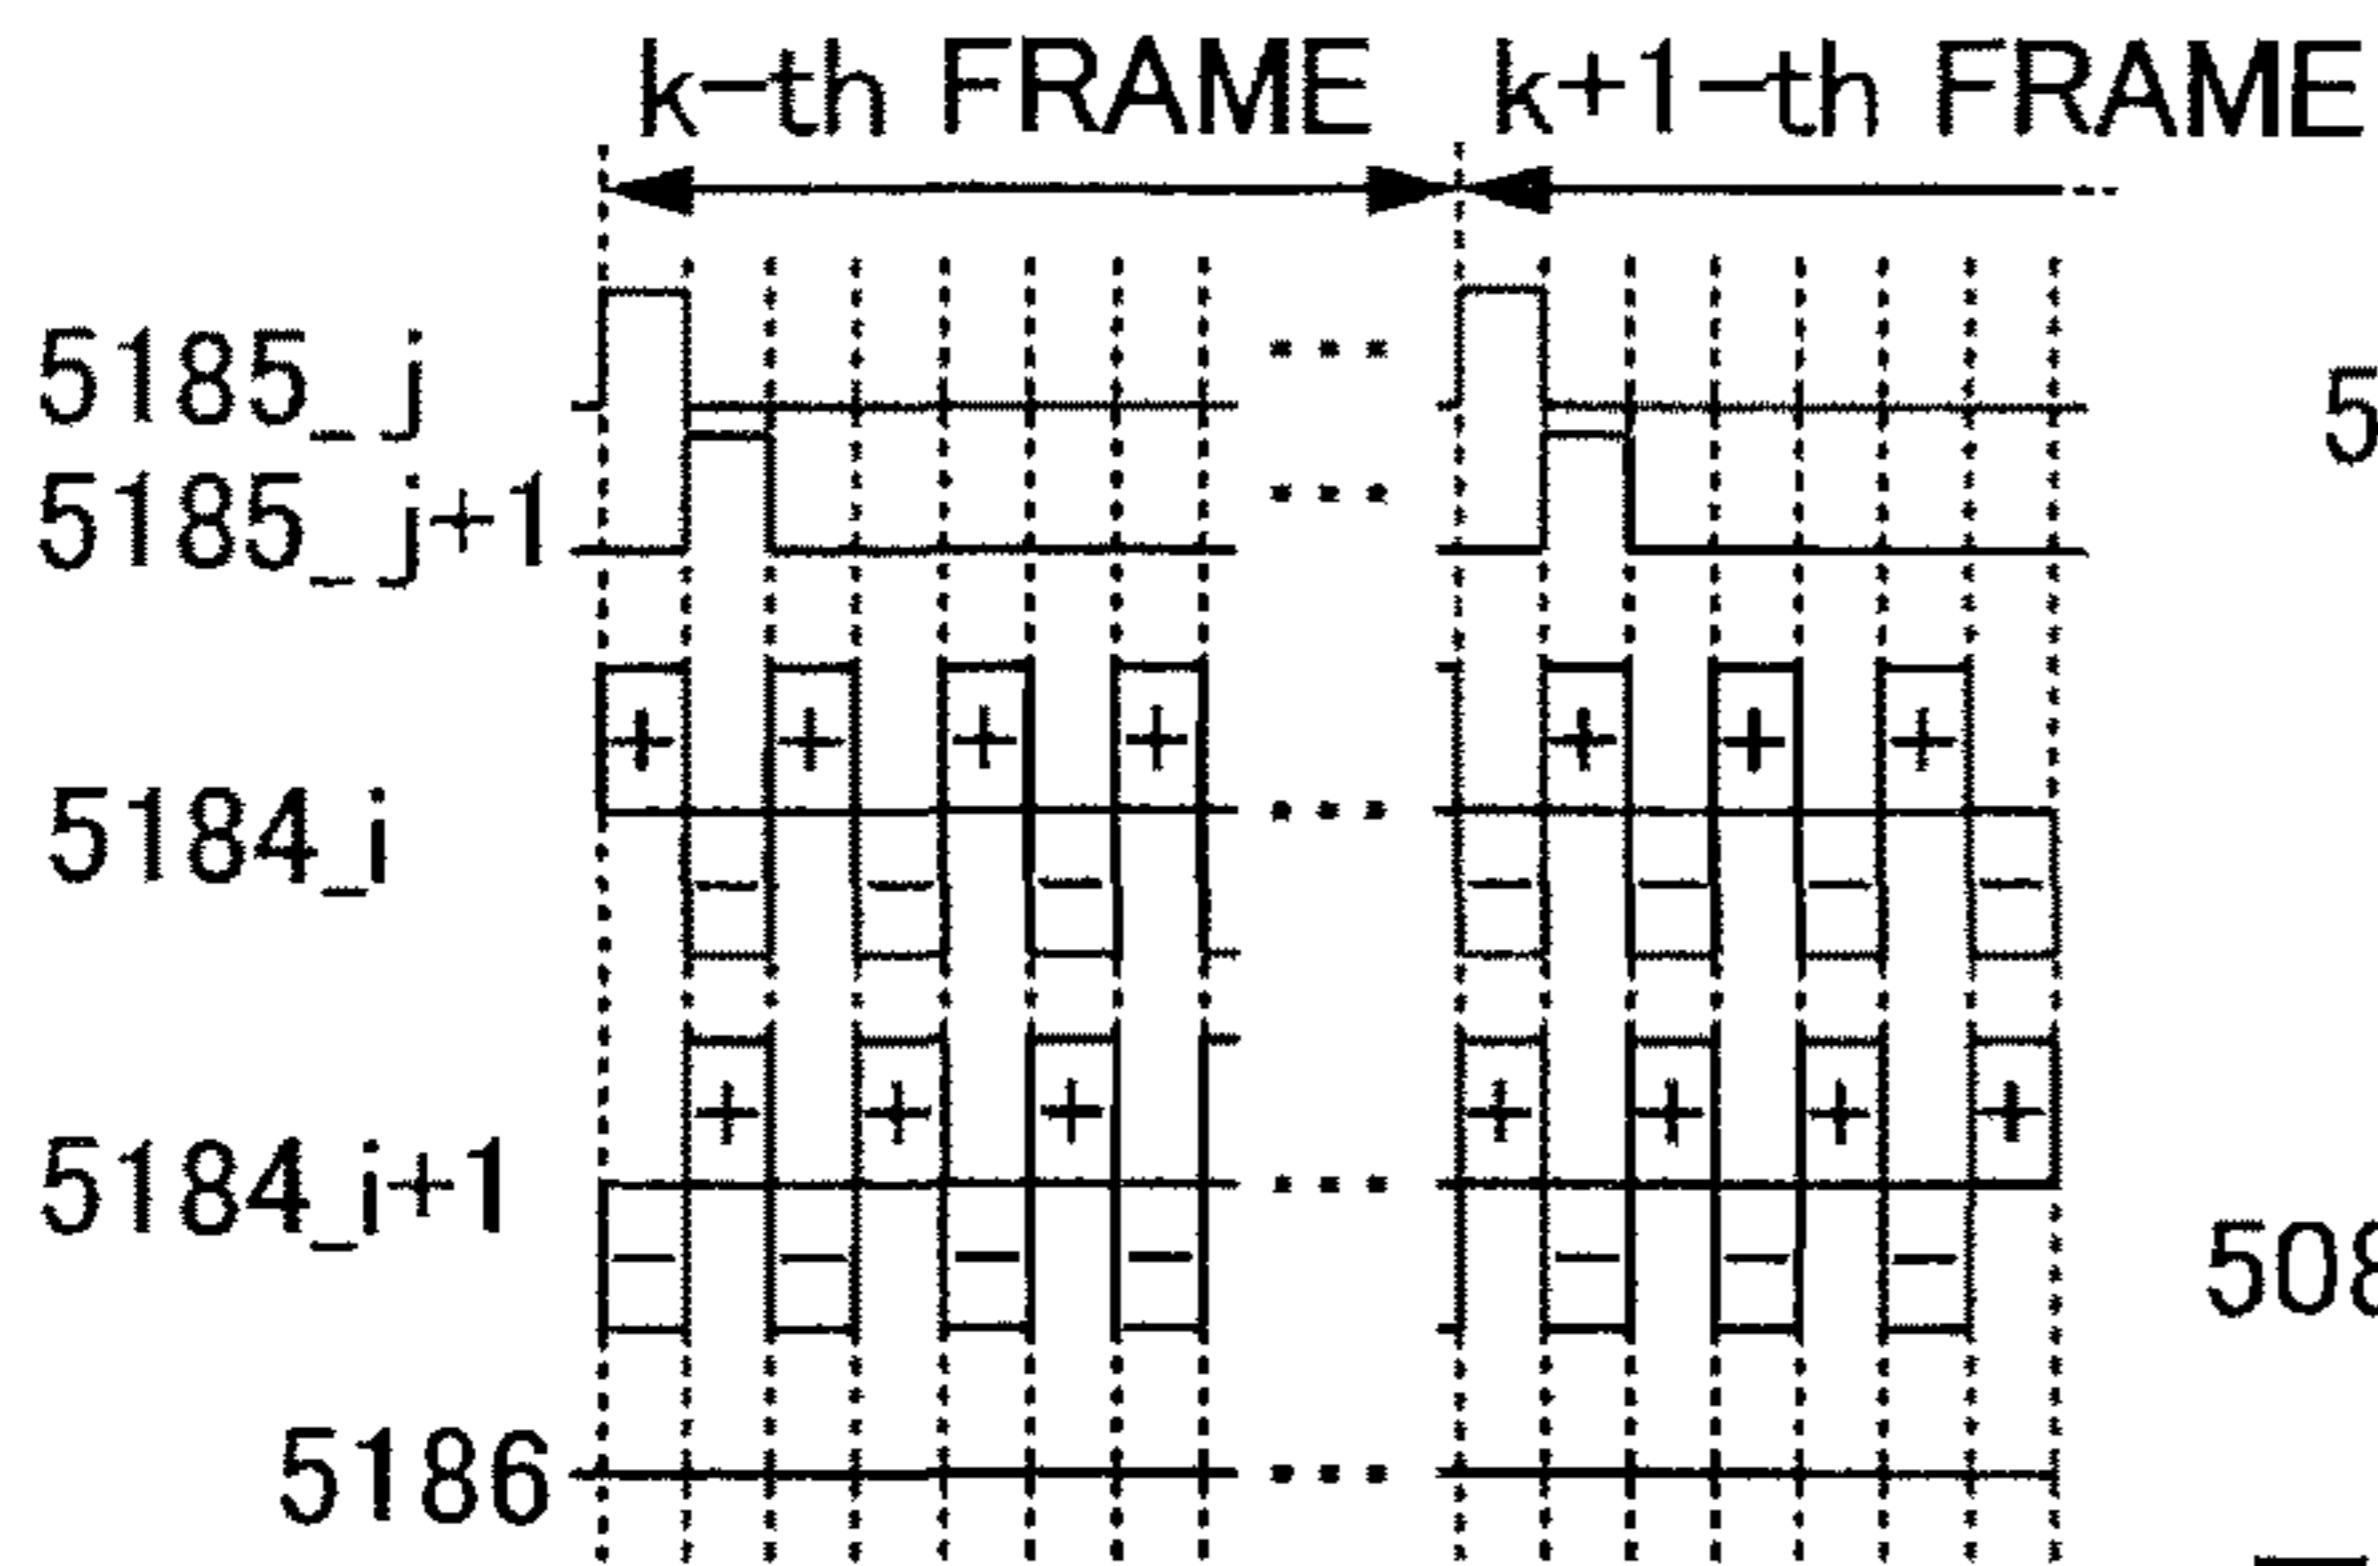 k-th FRAME k+1-th FRAME
5185_j
5185_j+1
+ + + + + + +
5184_i
- - - - - - -
+ + + + + + +
5184_i+1
- - - - - - -
5186